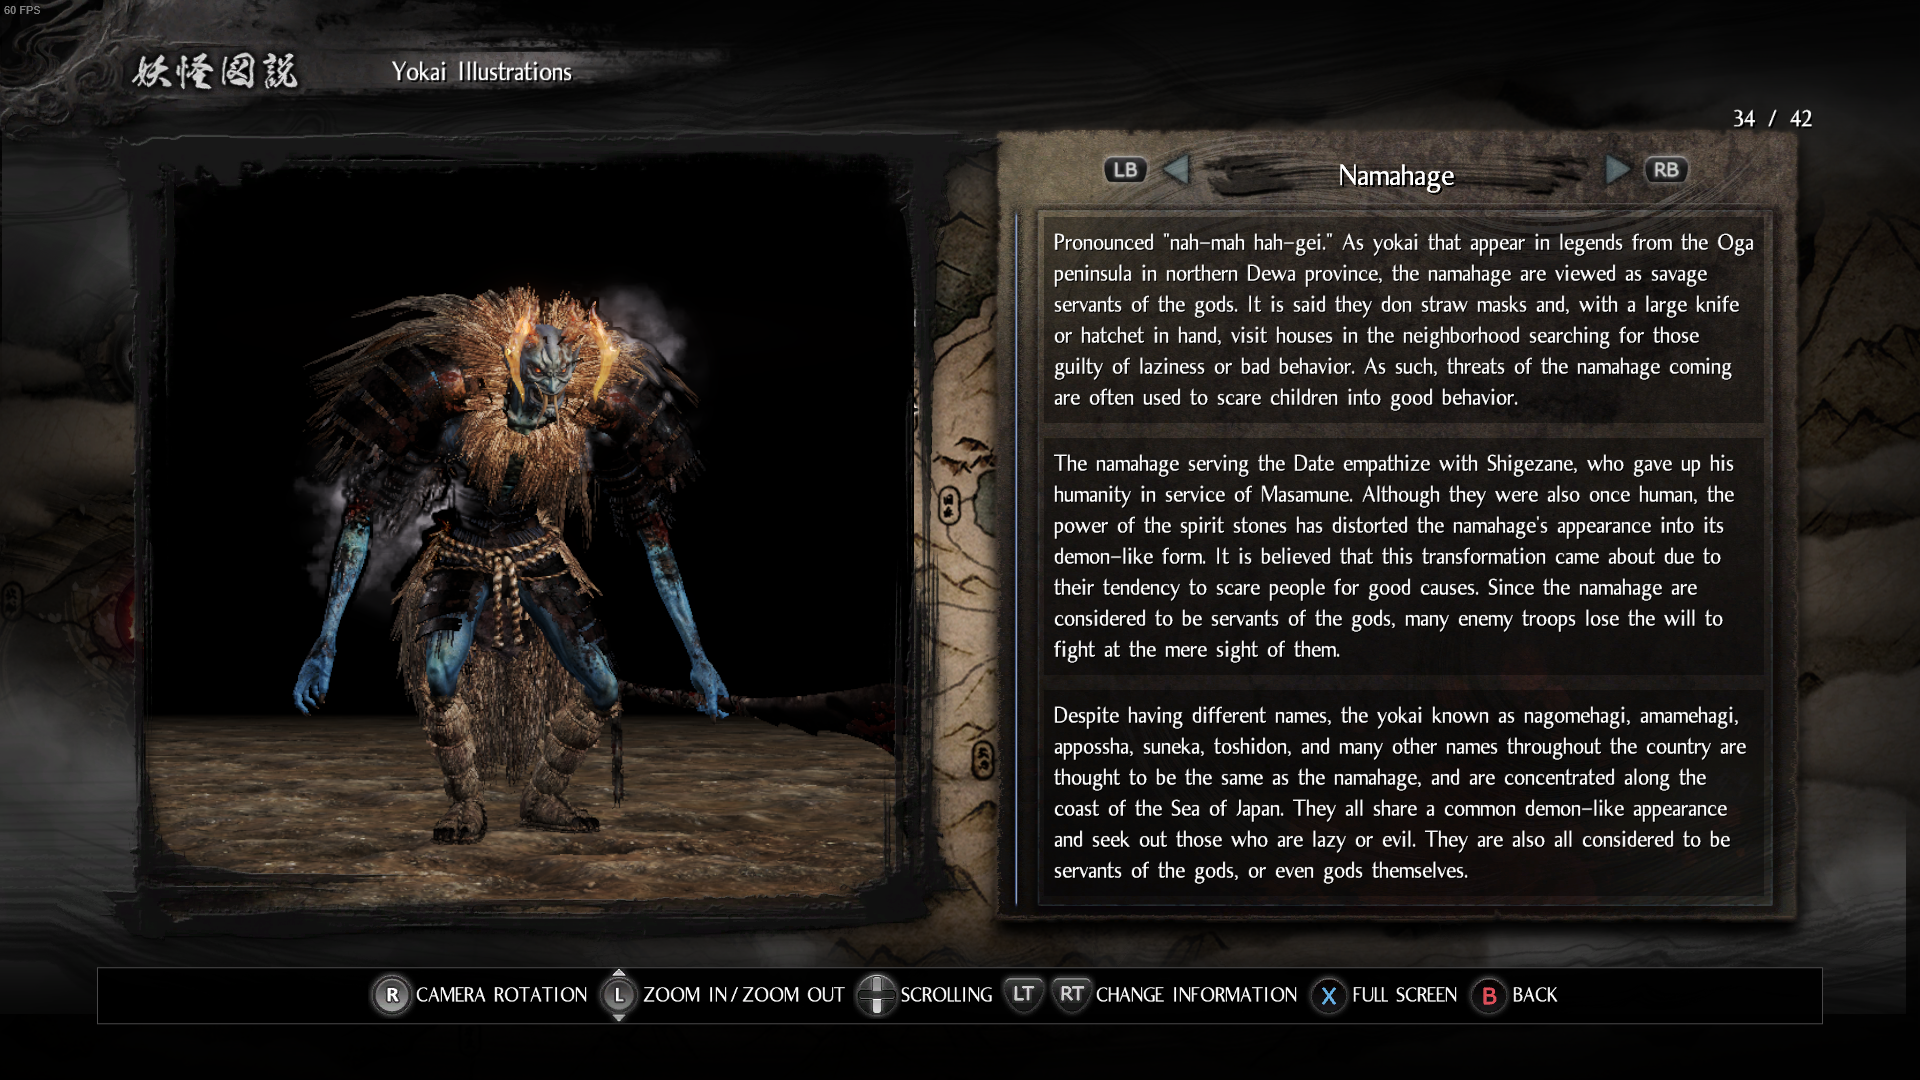 60 FPS
妖怪図説
Yokai Illustrations
34 / 42
LB
Namahage
RB
Pronounced "nah-mah hah-gei." As yokai that appear in legends from the Oga
peninsula in northern Dewa province, the namahage are viewed as savage
servants of the gods. It is said they don straw masks and, with a large knife
or hatchet in hand, visit houses in the neighborhood searching for those
guilty of laziness or bad behavior. As such, threats of the namahage coming
are often used to scare children into good behavior.
The namahage serving the Date empathize with Shigezane, who gave up his
humanity in service of Masamune. Although they were also once human, the
power of the spirit stones has distorted the namahage's appearance into its
demon-like form. It is believed that this transformation came about due to
their tendency to scare people for good causes. Since the namahage are
considered to be servants of the gods, many enemy troops lose the will to
fight at the mere sight of them.
Despite having different names, the yokai known as nagomehagi, amamehagi,
appossha, suneka, toshidon, and many other names throughout the country are
thought to be the same as the namahage, and are concentrated along the
coast of the Sea of Japan. They all share a common demon-like appearance
and seek out those who are lazy or evil. They are also all considered to be
servants of the gods, or even gods themselves.
R CAMERA ROTATION L ZOOM IN / ZOOM OUT SCROLLING LT RT CHANGE INFORMATION X FULL SCREEN B BACK